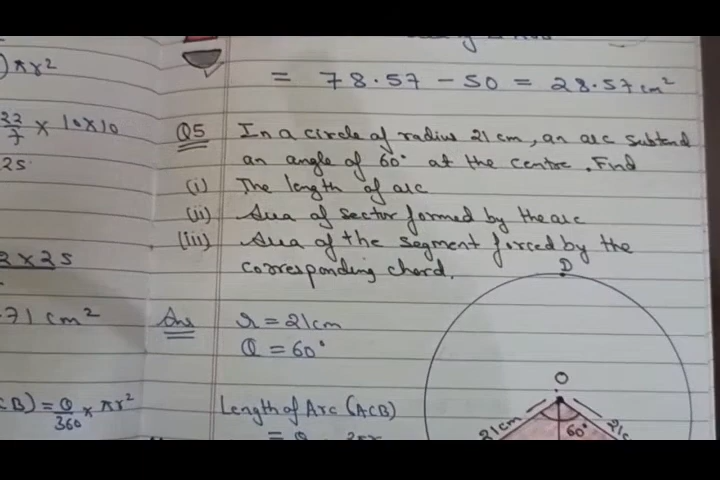 ) πr²
22/7 × 10×10
25
2 × 25
.71 cm²
CB) = θ/360 × πr²
= 78.57 - 50 = 28.57 cm²
Q5 In a circle of radius 21 cm, an arc subtend
an angle of 60° at the centre. Find
(i) The length of arc
(ii) Area of sector formed by the arc
(iii) Area of the segment forced by the
corresponding chord.
Ans r = 21cm
θ = 60°
Length of Arc (ACB)
D
O
21cm 60° 21c